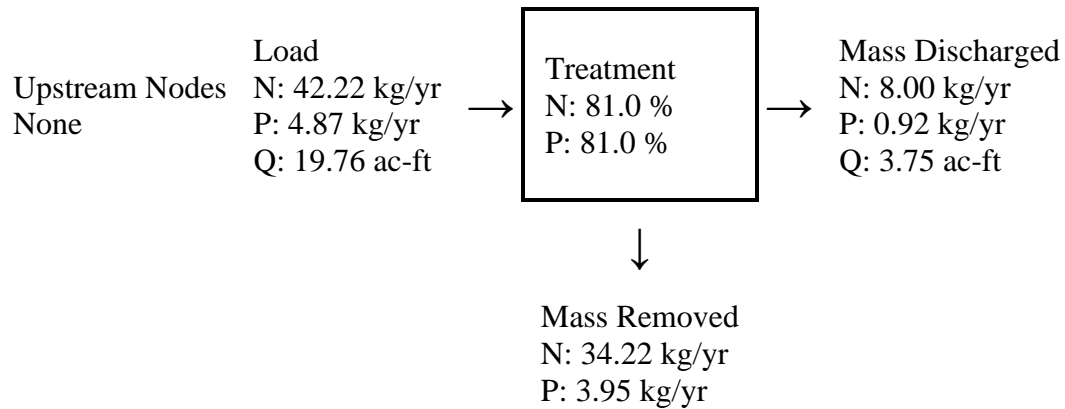 Upstream Nodes
None
Load
N: 42.22 kg/yr
P: 4.87 kg/yr
Q: 19.76 ac-ft
→
Treatment
N: 81.0 %
P: 81.0 %
→
Mass Discharged
N: 8.00 kg/yr
P: 0.92 kg/yr
Q: 3.75 ac-ft
↓
Mass Removed
N: 34.22 kg/yr
P: 3.95 kg/yr